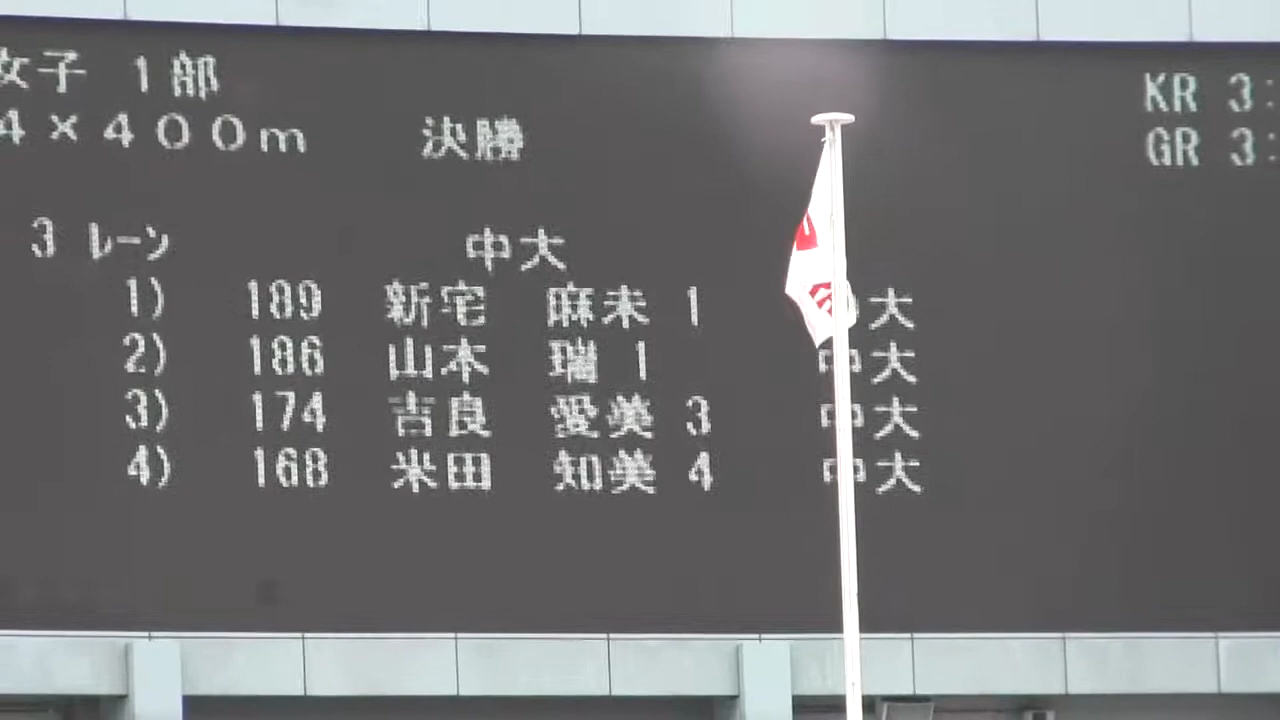 女子 1部
4×400m 決勝
KR 3:
GR 3:
3 レーン 中大
1) 189 新宅 麻未 1 中大
2) 186 山本 瑞 1 中大
3) 174 吉良 愛美 3 中大
4) 168 米田 知美 4 中大